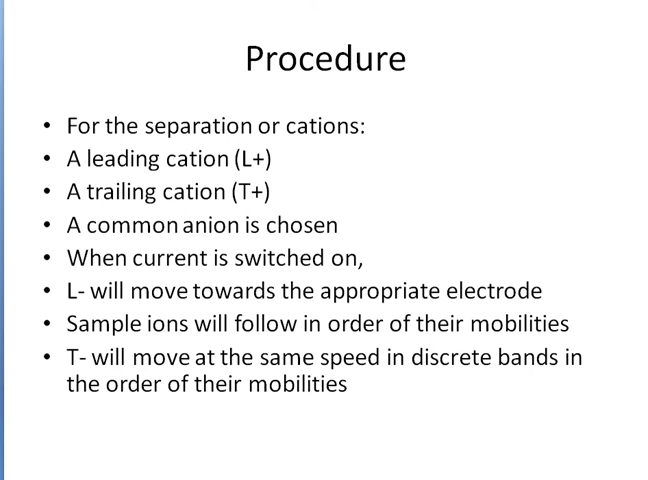 Procedure
• For the separation or cations:
• A leading cation (L+)
• A trailing cation (T+)
• A common anion is chosen
• When current is switched on,
• L- will move towards the appropriate electrode
• Sample ions will follow in order of their mobilities
• T- will move at the same speed in discrete bands in
the order of their mobilities